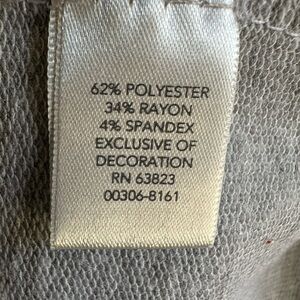 62% POLYESTER
34% RAYON
4% SPANDEX
EXCLUSIVE OF
DECORATION
RN 63823
00306-8161